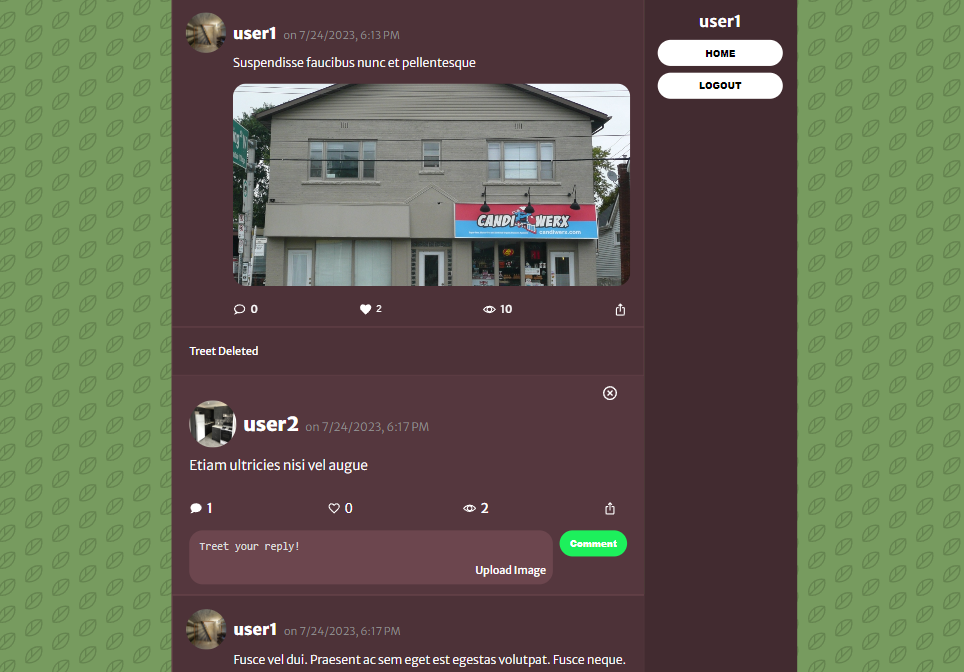 user1 on 7/24/2023, 6:13 PM
Suspendisse faucibus nunc et pellentesque
CANDI WERX
candiwerx.com
0 2 10
Treet Deleted
user2 on 7/24/2023, 6:17 PM
Etiam ultricies nisi vel augue
1 0 2
Treet your reply!
Upload Image
Comment
user1 on 7/24/2023, 6:17 PM
Fusce vel dui. Praesent ac sem eget est egestas volutpat. Fusce neque.
user1
HOME
LOGOUT